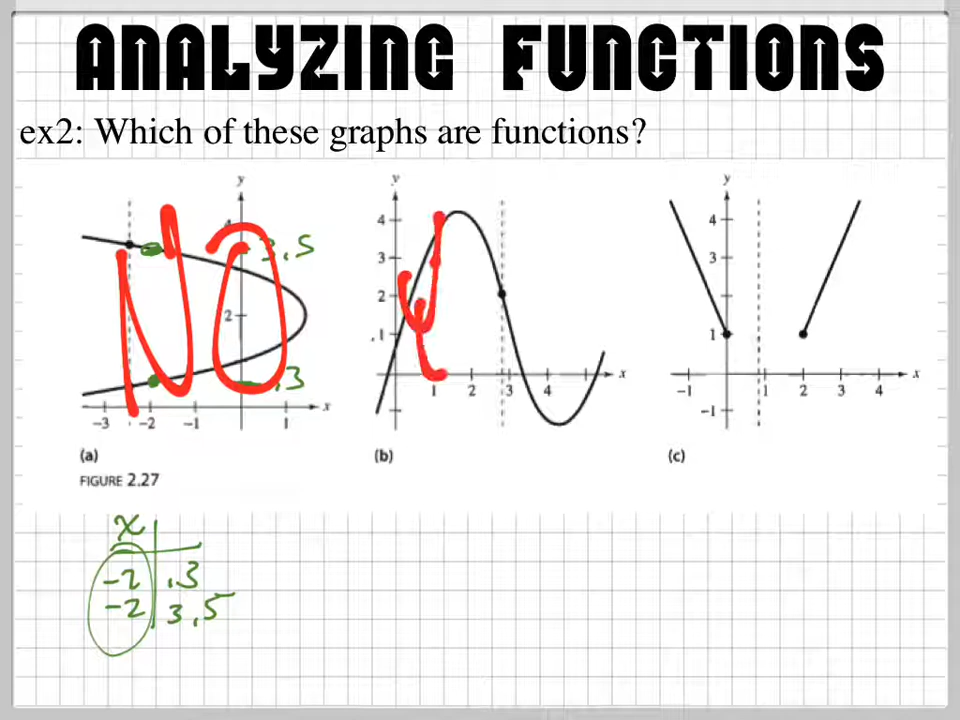 ANALYZING FUNCTIONS
ex2: Which of these graphs are functions?
y y y
4 4 4
3 3
2 2
1 1
-1
-3 -2 -1 1 x
1 2 3 4 x
-1 1 2 3 4 x
NO
3.5
.3
(a) (b) (c)
FIGURE 2.27
x
-2 .3
-2 3.5